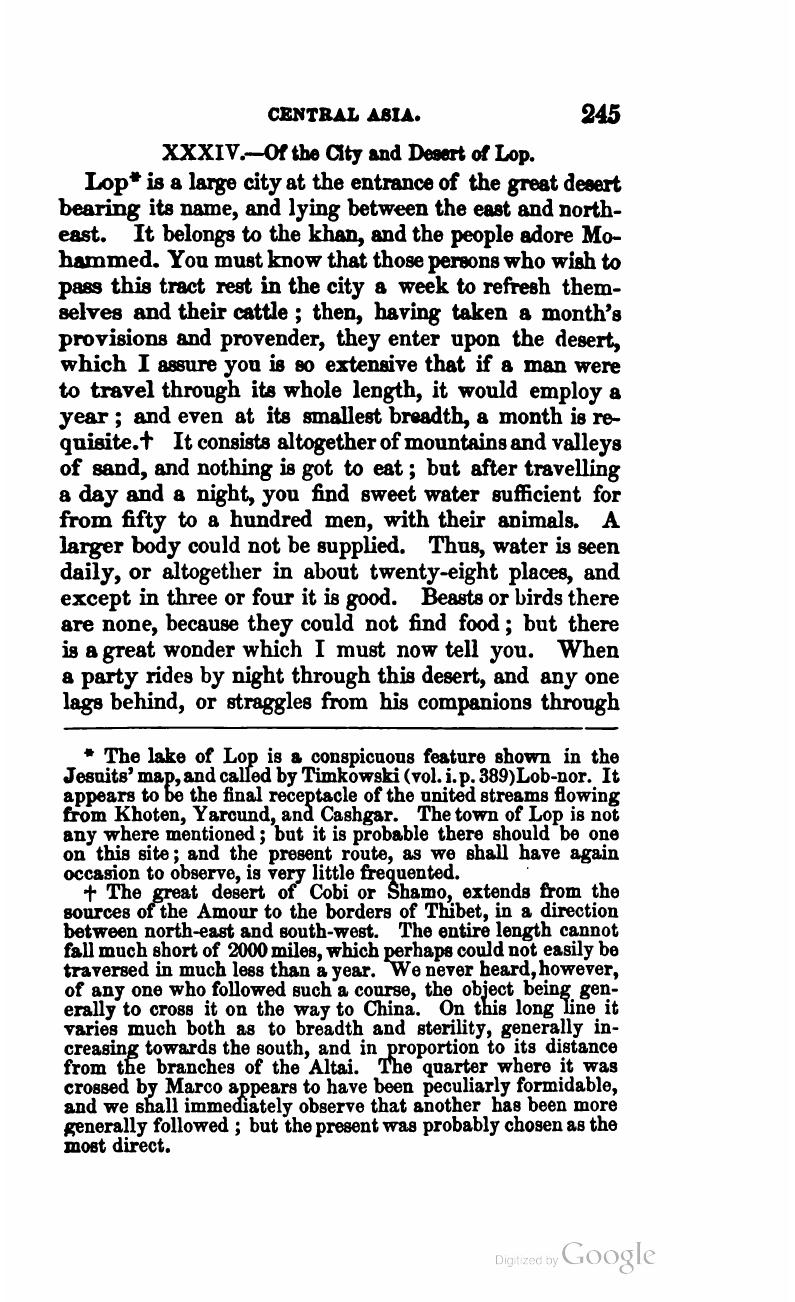 CENTRAL ASIA. 245
XXXIV.—Of the City and Desert of Lop.
Lop* is a large city at the entrance of the great desert
bearing its name, and lying between the east and north-
east. It belongs to the khan, and the people adore Mo-
hammed. You must know that those persons who wish to
pass this tract rest in the city a week to refresh them-
selves and their cattle ; then, having taken a month's
provisions and provender, they enter upon the desert,
which I assure you is so extensive that if a man were
to travel through its whole length, it would employ a
year ; and even at its smallest breadth, a month is re-
quisite.† It consists altogether of mountains and valleys
of sand, and nothing is got to eat ; but after travelling
a day and a night, you find sweet water sufficient for
from fifty to a hundred men, with their animals. A
larger body could not be supplied. Thus, water is seen
daily, or altogether in about twenty-eight places, and
except in three or four it is good. Beasts or birds there
are none, because they could not find food ; but there
is a great wonder which I must now tell you. When
a party rides by night through this desert, and any one
lags behind, or straggles from his companions through
* The lake of Lop is a conspicuous feature shown in the
Jesuits' map, and called by Timkowski (vol. i. p. 389) Lob-nor. It
appears to be the final receptacle of the united streams flowing
from Khoten, Yarcund, and Cashgar. The town of Lop is not
any where mentioned ; but it is probable there should be one
on this site ; and the present route, as we shall have again
occasion to observe, is very little frequented.
† The great desert of Cobi or Shamo, extends from the
sources of the Amour to the borders of Thibet, in a direction
between north-east and south-west. The entire length cannot
fall much short of 2000 miles, which perhaps could not easily be
traversed in much less than a year. We never heard, however,
of any one who followed such a course, the object being gen-
erally to cross it on the way to China. On this long line it
varies much both as to breadth and sterility, generally in-
creasing towards the south, and in proportion to its distance
from the branches of the Altai. The quarter where it was
crossed by Marco appears to have been peculiarly formidable,
and we shall immediately observe that another has been more
generally followed ; but the present was probably chosen as the
most direct.
Digitized by Google